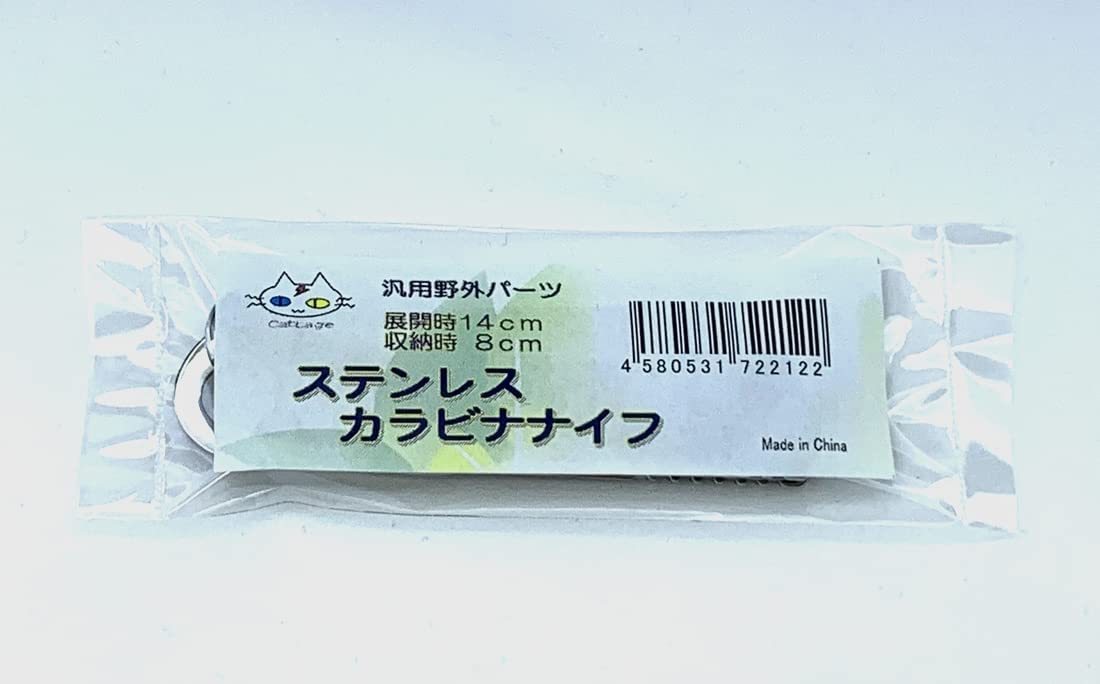 汎用野外パーツ
展開時14cm
収納時 8cm
CatLage
ステンレス
カラビナナイフ
4 580531 722122
Made in China